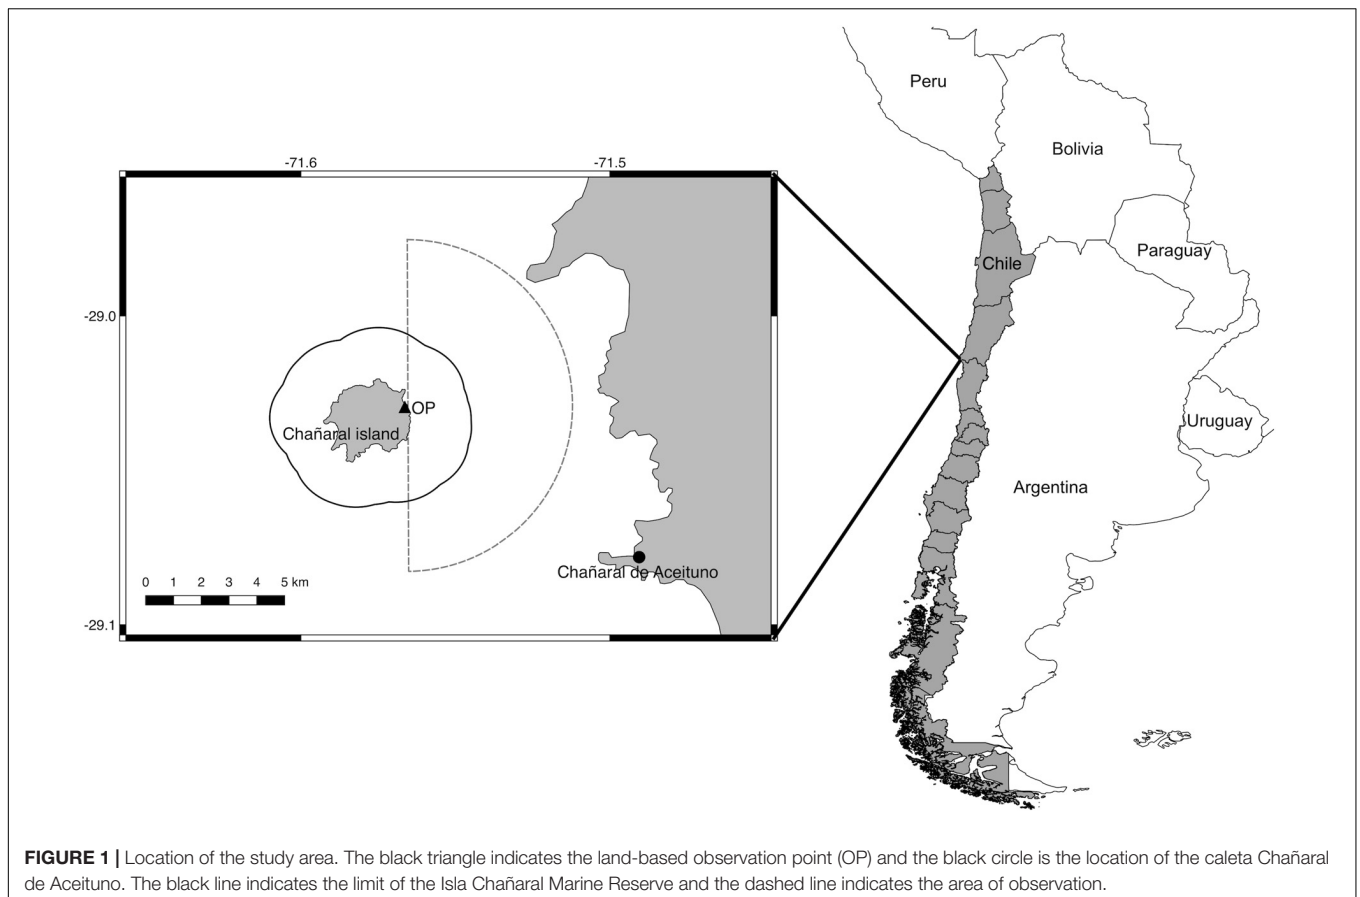 Peru
Bolivia
-71.6
-71.5
Paraguay
Chile
-29.0
OP
Chañaral island
Uruguay
Argentina
Chañaral de Aceituno
0 1 2 3 4 5 km
-29.1
FIGURE 1 | Location of the study area. The black triangle indicates the land-based observation point (OP) and the black circle is the location of the caleta Chañaral
de Aceituno. The black line indicates the limit of the Isla Chañaral Marine Reserve and the dashed line indicates the area of observation.